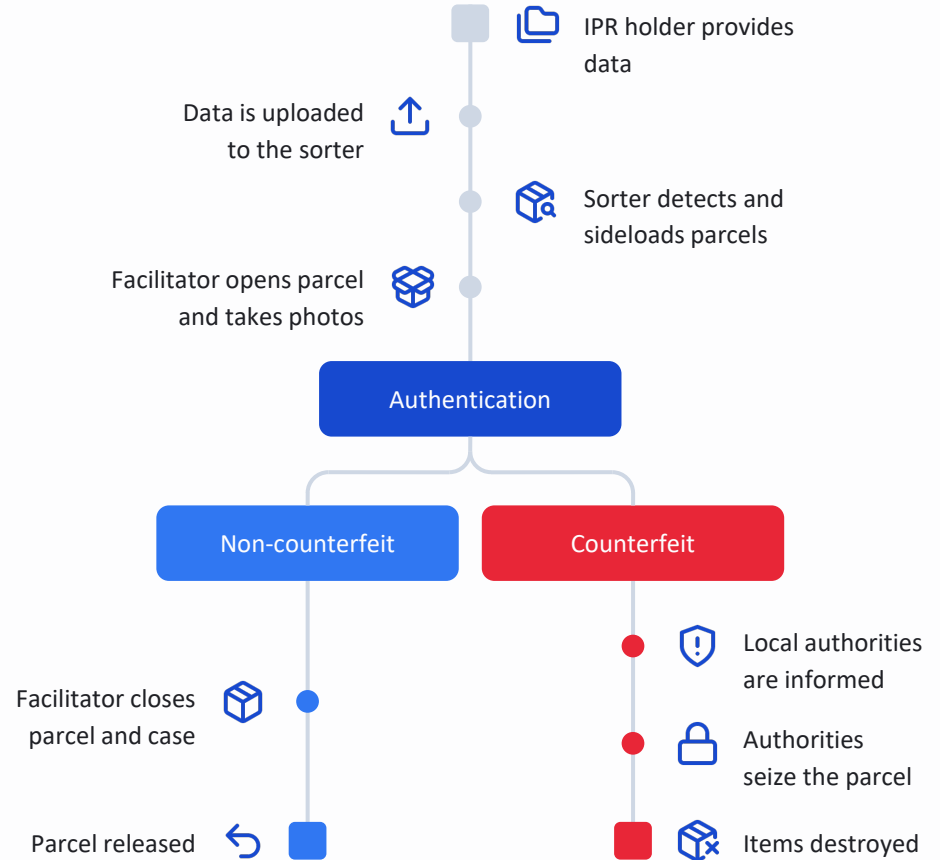 IPR holder provides
data
Data is uploaded
to the sorter
Sorter detects and
sideloads parcels
Facilitator opens parcel
and takes photos
Authentication
Non-counterfeit
Counterfeit
Facilitator closes
parcel and case
Parcel released
Local authorities
are informed
Authorities
seize the parcel
Items destroyed